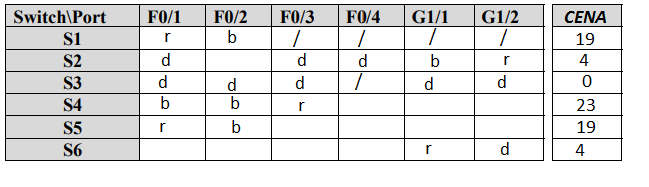 Switch\Port F0/1 F0/2 F0/3 F0/4 G1/1 G1/2 CENA
S1 r b / / / / 19
S2 d d d b r 4
S3 d d d / d d 0
S4 b b r 23
S5 r b 19
S6 r d 4